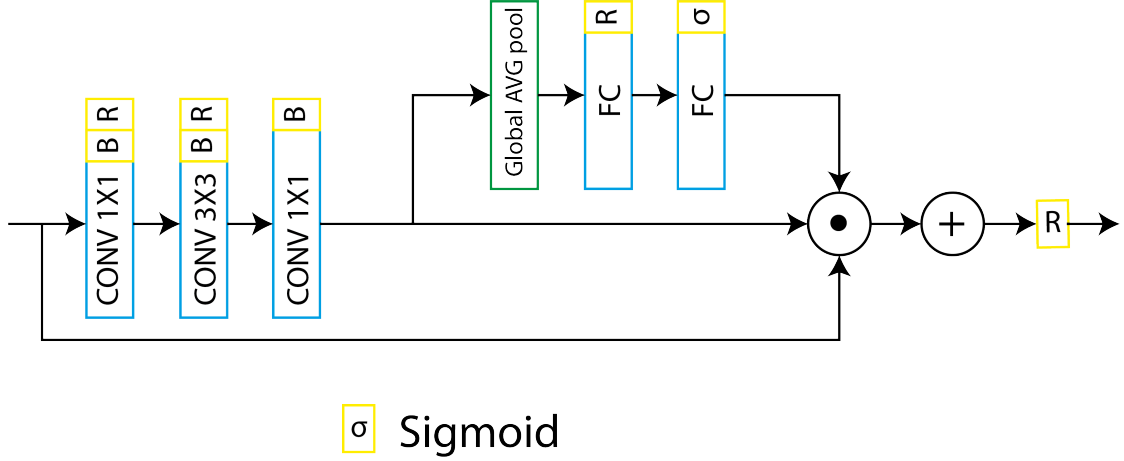 Global AVG pool
FC R
FC σ
CONV 1X1 B R
CONV 3X3 B R
CONV 1X1 B
+
R
σ Sigmoid